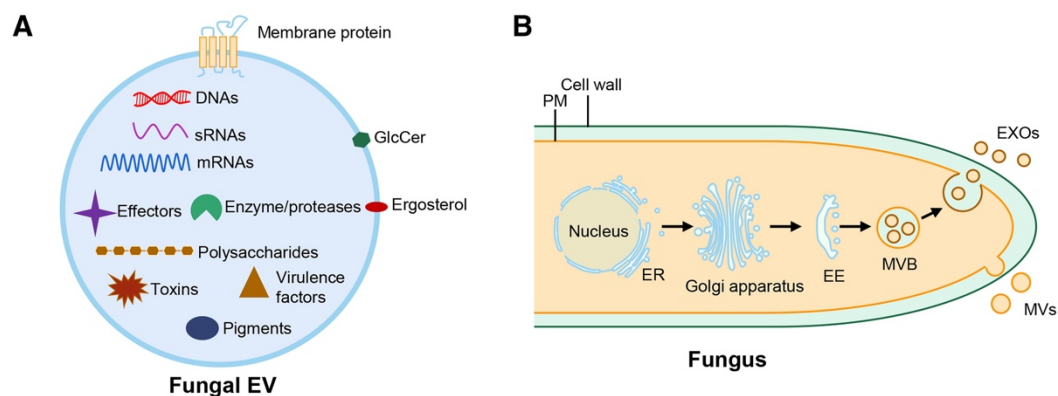 A
Membrane protein
DNAs
sRNAs
mRNAs
GlcCer
Effectors
Enzyme/proteases
Ergosterol
Polysaccharides
Toxins
Virulence
factors
Pigments
Fungal EV
B
Cell wall
PM
EXOs
Nucleus
ER
Golgi apparatus
EE
MVB
MVs
Fungus